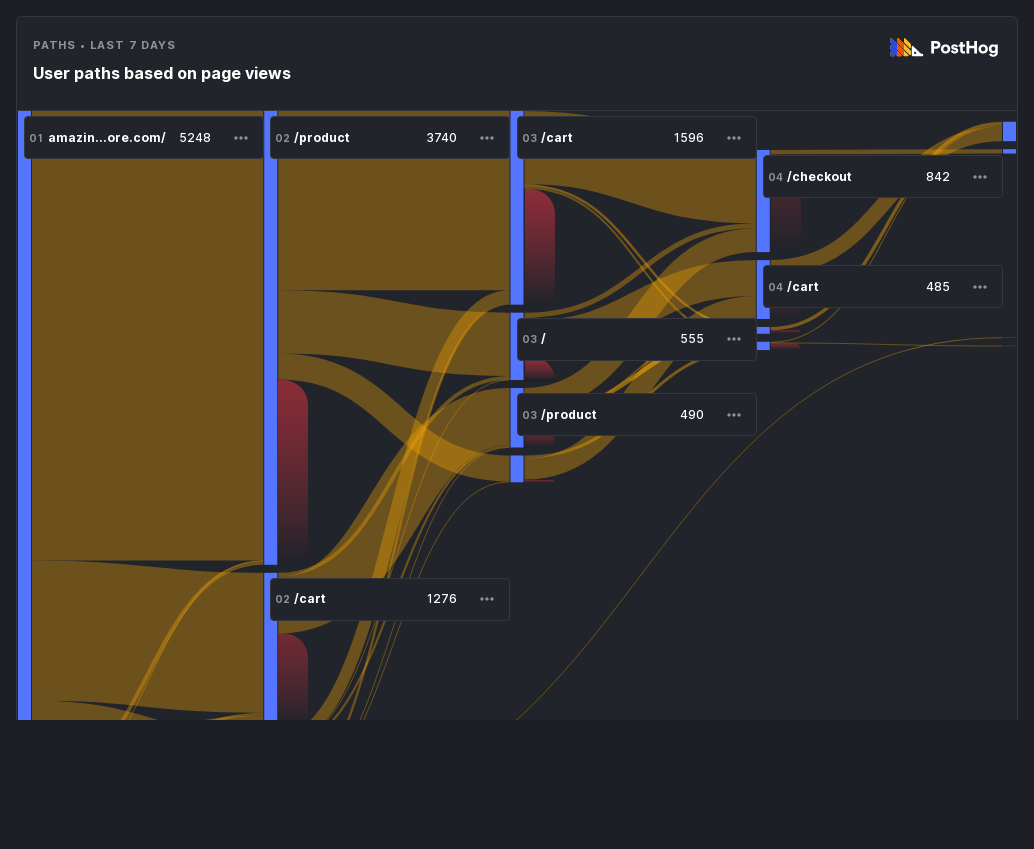 PATHS • LAST 7 DAYS
PostHog
User paths based on page views
01 amazin...ore.com/ 5248
02 /product 3740
03 /cart 1596
04 /checkout 842
04 /cart 485
03 / 555
03 /product 490
02 /cart 1276